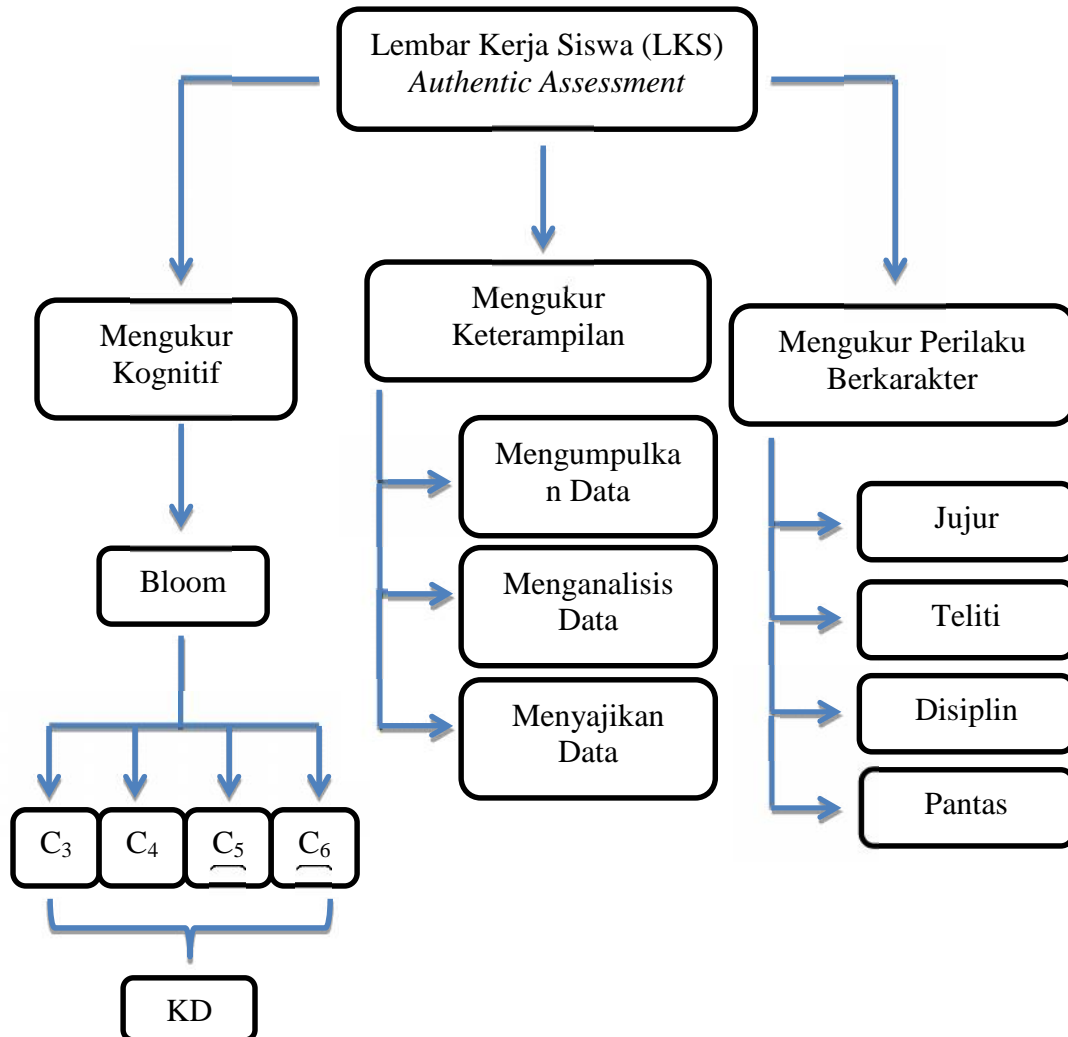 Lembar Kerja Siswa (LKS)
Authentic Assessment
Mengukur
Kognitif
Mengukur
Keterampilan
Mengukur Perilaku
Berkarakter
Bloom
C₃
C₄
C₅
C₆
KD
Mengumpulka
n Data
Menganalisis
Data
Menyajikan
Data
Jujur
Teliti
Disiplin
Pantas